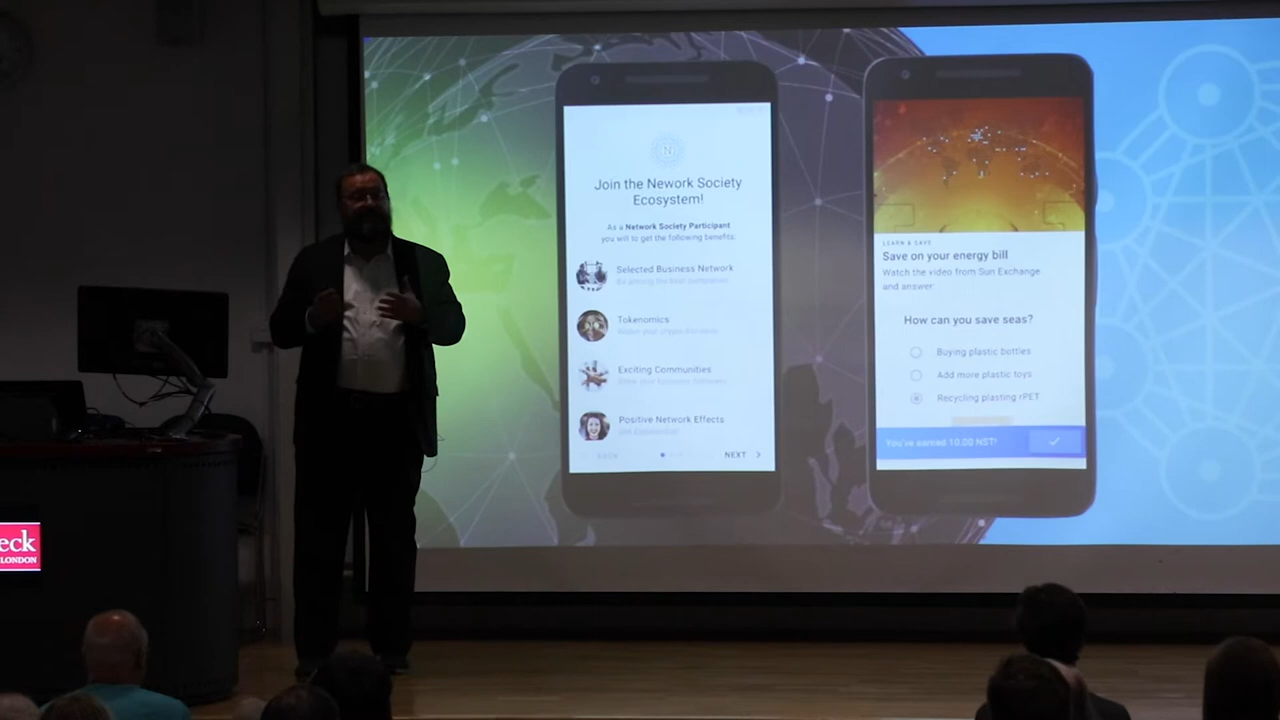 N
Join the Nework Society
Ecosystem!
As a Network Society Participant
you will to get the following benefits:
Selected Business Network
Tokenomics
Exciting Communities
Positive Network Effects
BACK
NEXT
LEARN & SAVE
Save on your energy bill
Watch the video from Sun Exchange
and answer
How can you save seas?
Buying plastic bottles
Add more plastic toys
Recycling plasting rPET
You've earned 10.00 NST!
eck
LONDON